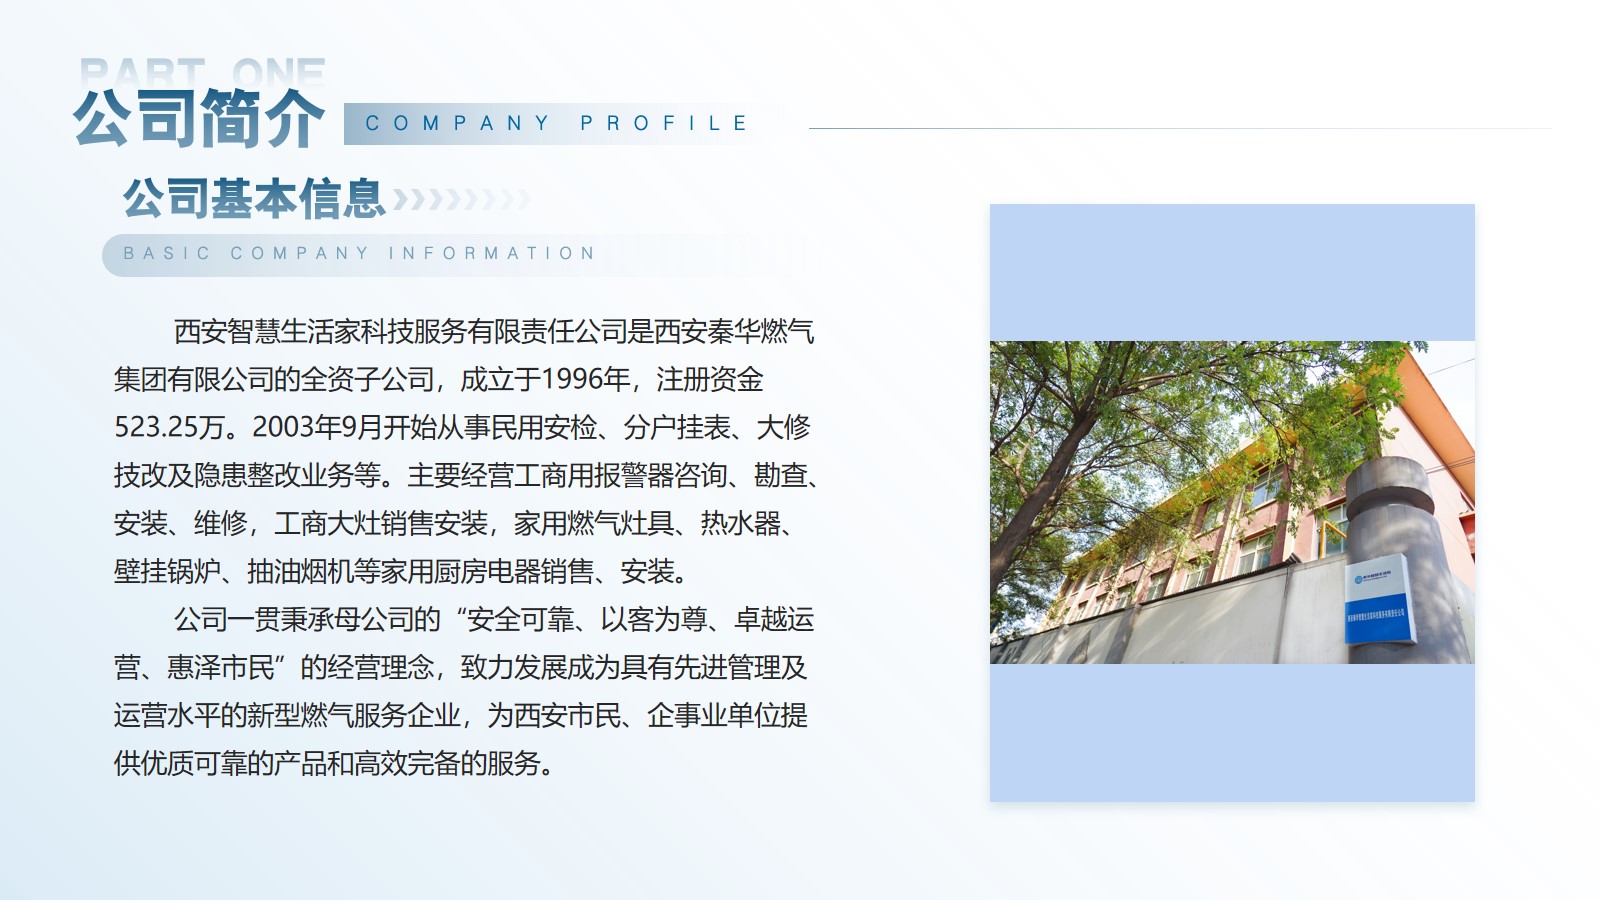 PART ONE
公司简介
COMPANY PROFILE
公司基本信息
BASIC COMPANY INFORMATION
西安智慧生活家科技服务有限责任公司是西安秦华燃气
集团有限公司的全资子公司，成立于1996年，注册资金
523.25万。2003年9月开始从事民用安检、分户挂表、大修
技改及隐患整改业务等。主要经营工商用报警器咨询、勘查、
安装、维修，工商大灶销售安装，家用燃气灶具、热水器、
壁挂锅炉、抽油烟机等家用厨房电器销售、安装。
公司一贯秉承母公司的“安全可靠、以客为尊、卓越运
营、惠泽市民”的经营理念，致力发展成为具有先进管理及
运营水平的新型燃气服务企业，为西安市民、企事业单位提
供优质可靠的产品和高效完备的服务。